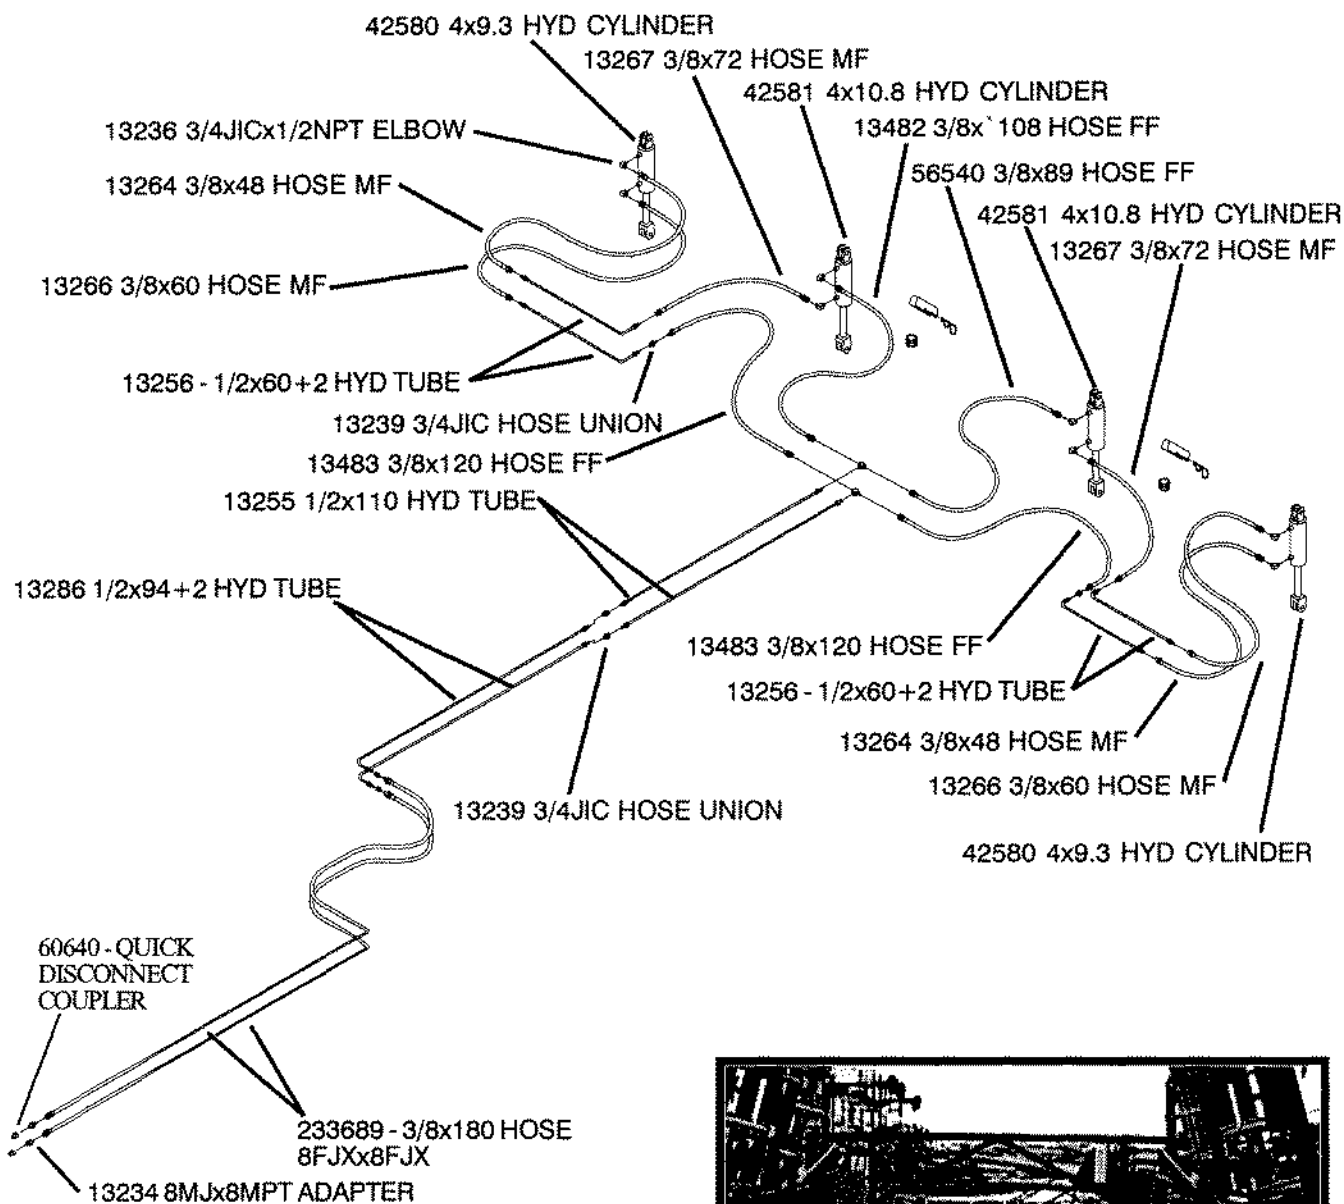 42580 4x9.3 HYD CYLINDER
13267 3/8x72 HOSE MF
42581 4x10.8 HYD CYLINDER
13236 3/4JICx1/2NPT ELBOW
13482 3/8x`108 HOSE FF
13264 3/8x48 HOSE MF
56540 3/8x89 HOSE FF
42581 4x10.8 HYD CYLINDER
13267 3/8x72 HOSE MF
13266 3/8x60 HOSE MF
13256 - 1/2x60+2 HYD TUBE
13239 3/4JIC HOSE UNION
13483 3/8x120 HOSE FF
13255 1/2x110 HYD TUBE
13286 1/2x94+2 HYD TUBE
13483 3/8x120 HOSE FF
13256 - 1/2x60+2 HYD TUBE
13264 3/8x48 HOSE MF
13266 3/8x60 HOSE MF
13239 3/4JIC HOSE UNION
42580 4x9.3 HYD CYLINDER
60640 - QUICK
DISCONNECT
COUPLER
233689 - 3/8x180 HOSE
8FJXx8FJX
13234 8MJx8MPT ADAPTER